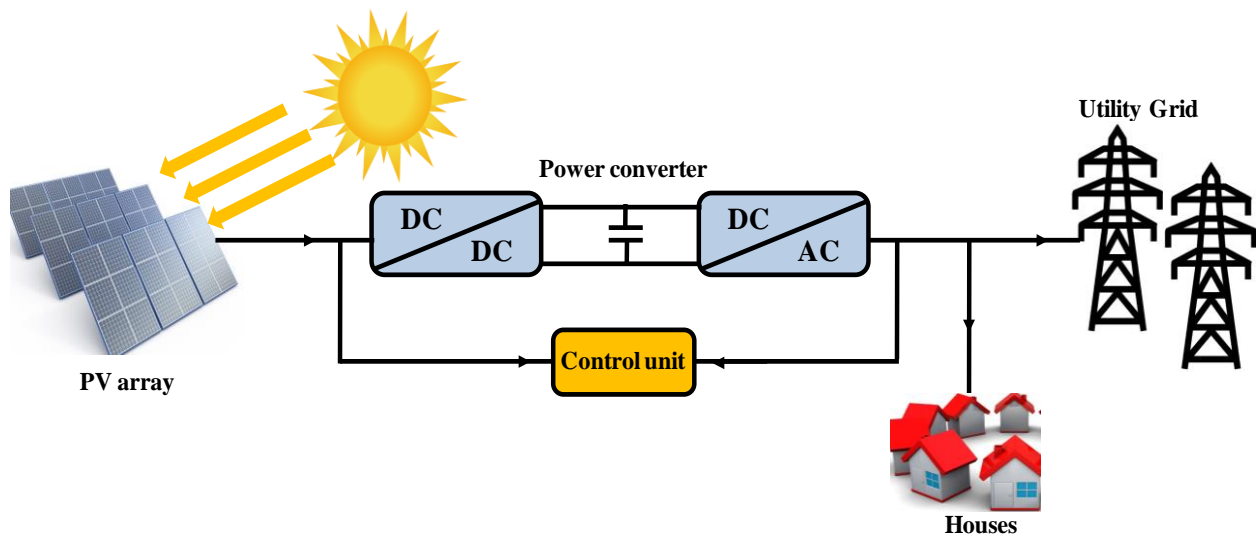 Utility Grid
Power converter
DC
DC
DC
AC
Control unit
PV array
Houses